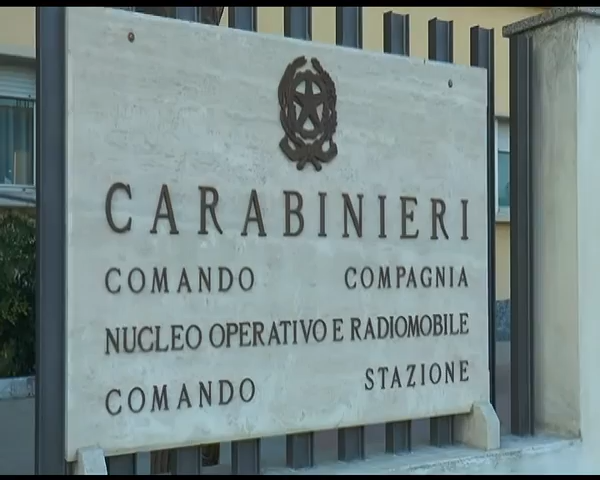 CARABINIERI
COMANDO COMPAGNIA
NUCLEO OPERATIVO E RADIOMOBILE
COMANDO STAZIONE